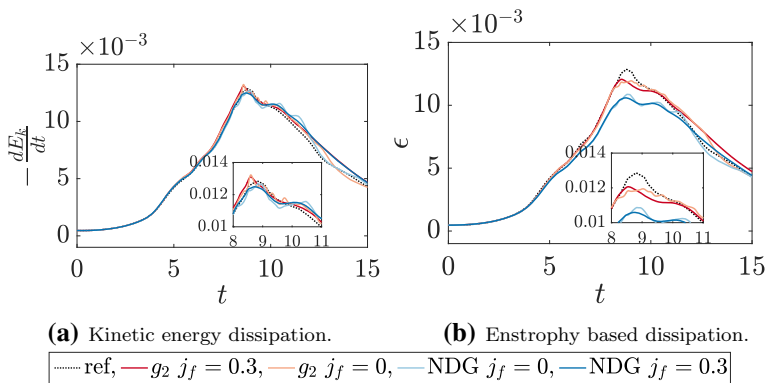 ×10⁻³
15
10
5
0
−dE_k/dt
0.014
0.012
0.01
8 9 10 11
0 5 10 15
t
(a) Kinetic energy dissipation.
×10⁻³
15
10
5
0
ϵ
0.014
0.012
0.01
8 9 10 11
0 5 10 15
t
(b) Enstrophy based dissipation.
ref, g₂ j_f = 0.3, g₂ j_f = 0, NDG j_f = 0, NDG j_f = 0.3